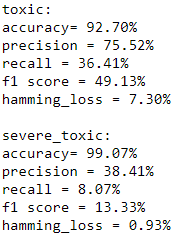 toxic:
accuracy= 92.70%
precision = 75.52%
recall = 36.41%
f1 score = 49.13%
hamming_loss = 7.30%

severe_toxic:
accuracy= 99.07%
precision = 38.41%
recall = 8.07%
f1 score = 13.33%
hamming_loss = 0.93%